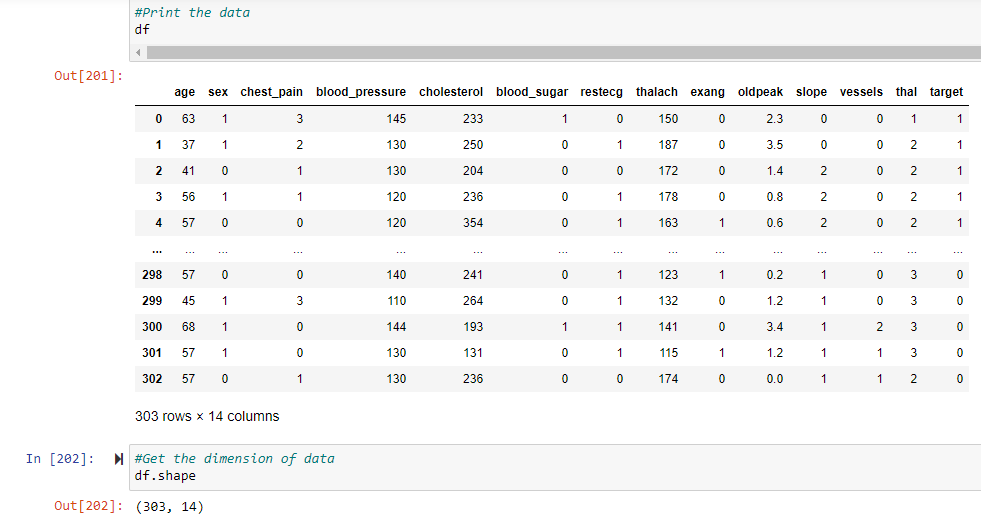 #Print the data
df
Out[201]:
age sex chest_pain blood_pressure cholesterol blood_sugar restecg thalach exang oldpeak slope vessels thal target
0 63 1 3 145 233 1 0 150 0 2.3 0 0 1 1
1 37 1 2 130 250 0 1 187 0 3.5 0 0 2 1
2 41 0 1 130 204 0 0 172 0 1.4 2 0 2 1
3 56 1 1 120 236 0 1 178 0 0.8 2 0 2 1
4 57 0 0 120 354 0 1 163 1 0.6 2 0 2 1
... ... ... ... ... ... ... ... ... ... ... ... ... ... ...
298 57 0 0 140 241 0 1 123 1 0.2 1 0 3 0
299 45 1 3 110 264 0 1 132 0 1.2 1 0 3 0
300 68 1 0 144 193 1 1 141 0 3.4 1 2 3 0
301 57 1 0 130 131 0 1 115 1 1.2 1 1 3 0
302 57 0 1 130 236 0 0 174 0 0.0 1 1 2 0
303 rows × 14 columns
In [202]: #Get the dimension of data
df.shape
Out[202]: (303, 14)